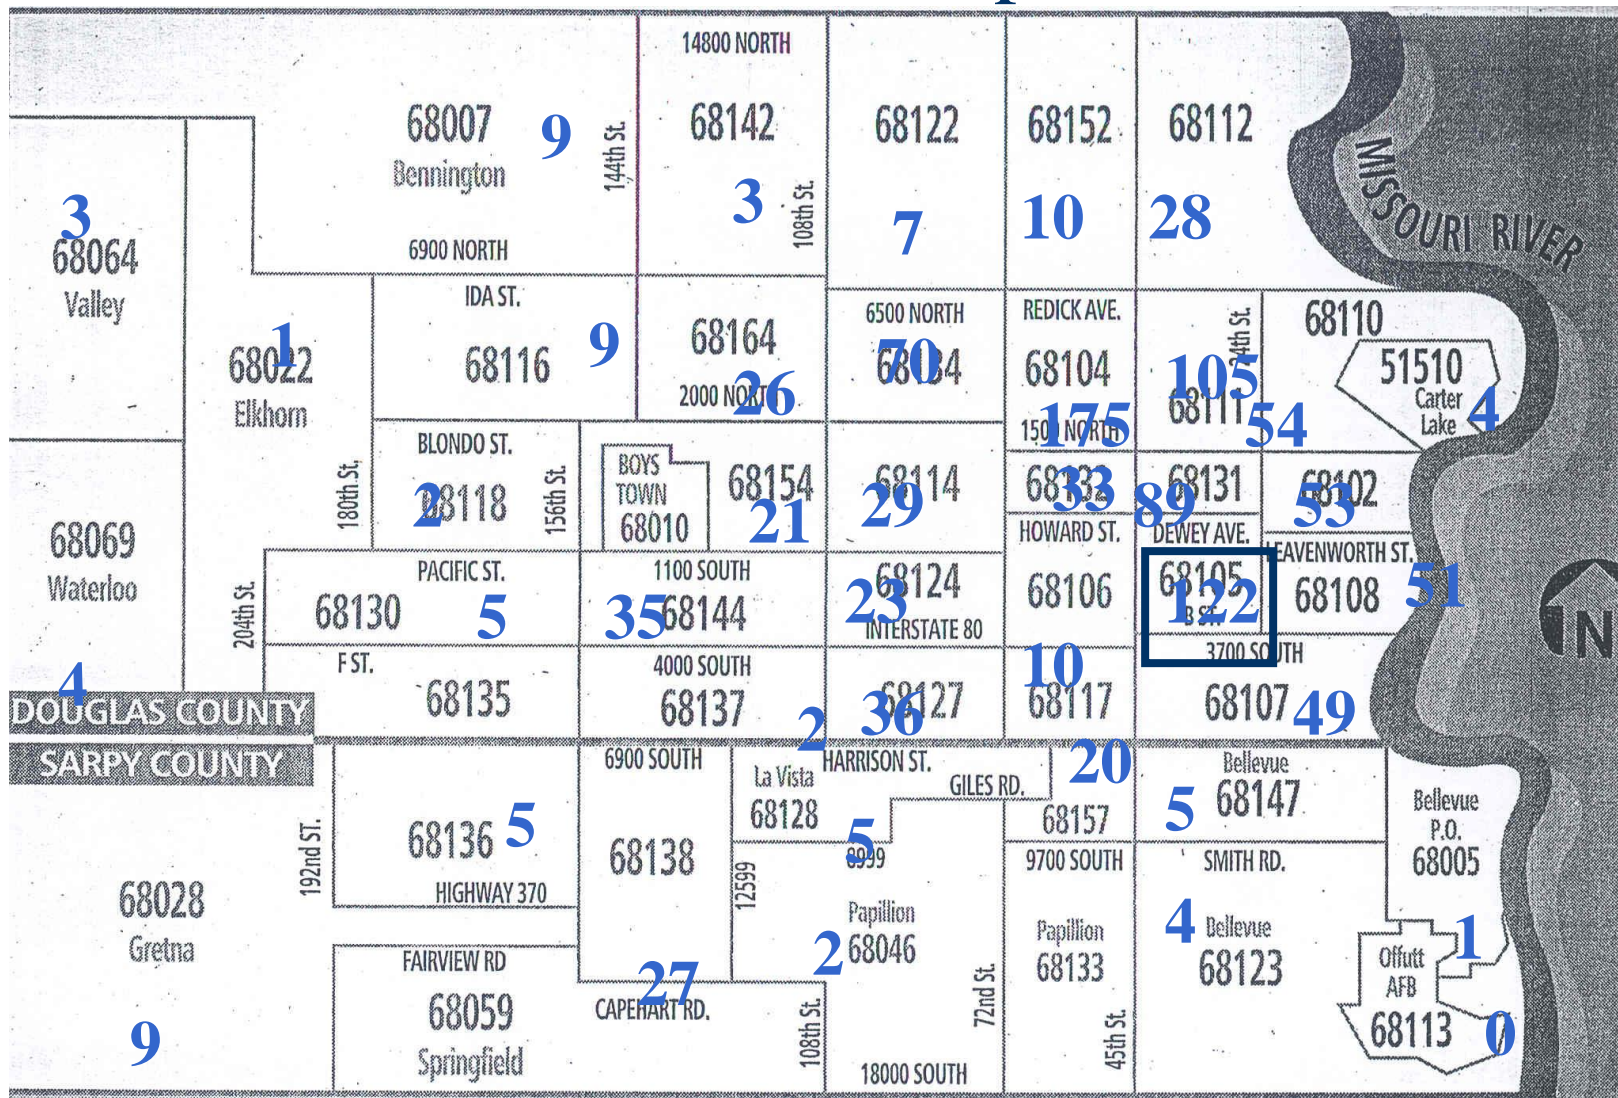 14800 NORTH
68007
9
Bennington
144th St.
68142
3
108th St.
68122
7
68152
10
68112
28
MISSOURI RIVER
3
68064
Valley
6900 NORTH
1
68022
Elkhorn
IDA ST.
68116
9
68164
2000 NORTH
26
6500 NORTH
70
REDICK AVE.
68104
1500 NORTH
175
24th St.
105
68111
54
68110
51510
Carter
Lake
4
68069
Waterloo
4
180th St.
BLONDO ST.
2
68118
156th St.
BOYS
TOWN
68010
68154
21
68114
29
68132
33
HOWARD ST.
68131
89
DEWEY AVE.
68102
53
LEAVENWORTH ST.
204th St.
PACIFIC ST.
68130
5
1100 SOUTH
35
68144
68124
23
INTERSTATE 80
68106
10
68105
122
B ST.
68108
51
N
F ST.
68135
4000 SOUTH
68137
2
68127
36
68117
3700 SOUTH
68107
49
DOUGLAS COUNTY
SARPY COUNTY
6900 SOUTH
HARRISON ST.
La Vista
68128
5
8999
GILES RD.
20
68157
Bellevue
5
68147
Bellevue
P.O.
68005
1
192nd ST.
68136
5
HIGHWAY 370
68138
27
12599
9700 SOUTH
SMITH RD.
68028
Gretna
9
FAIRVIEW RD
68059
Springfield
CAPEHART RD.
108th St.
Papillion
68046
2
72nd St.
18000 SOUTH
Papillion
68133
45th St.
4
Bellevue
68123
Offutt
AFB
68113
0